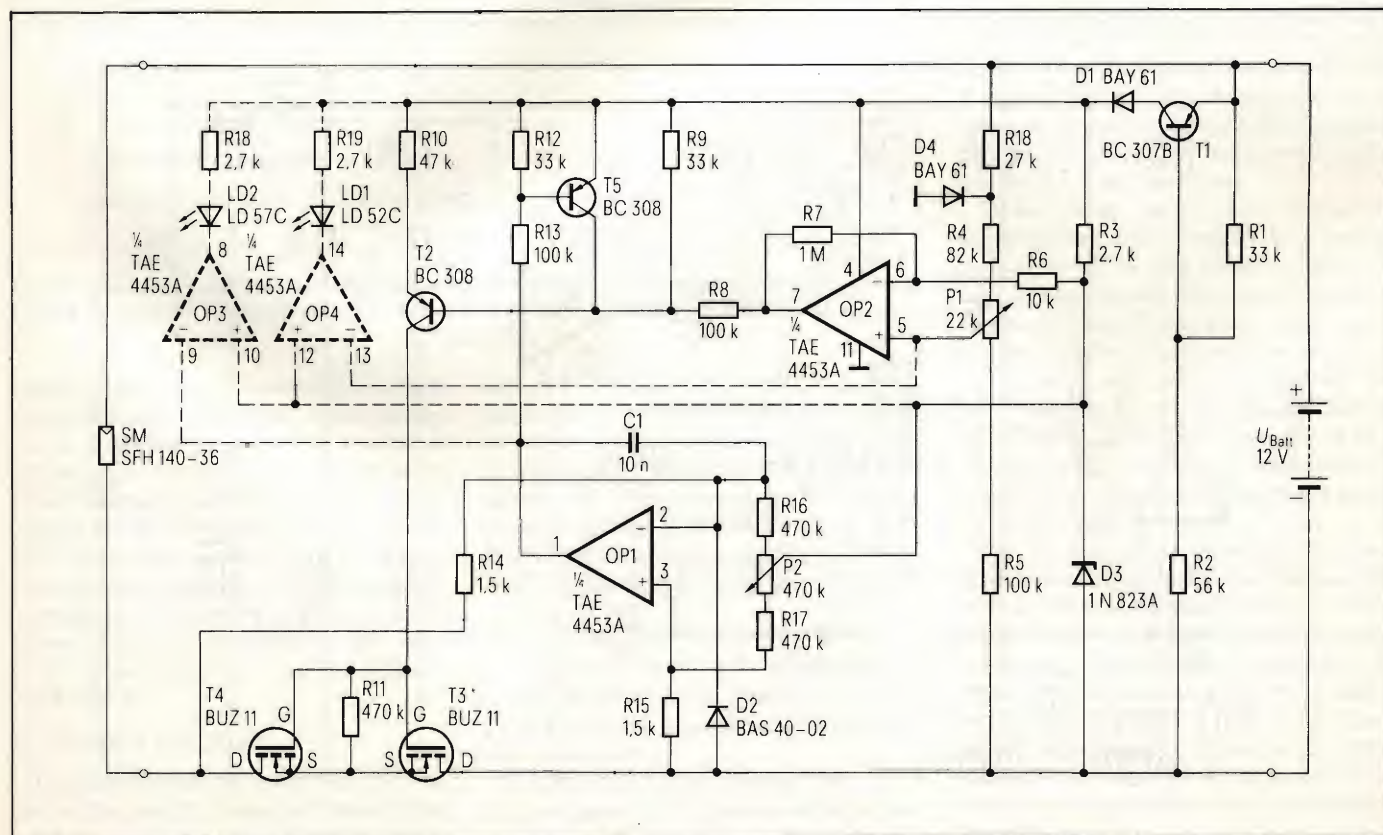 D1 BAY 61
BC 307B T1
R18
2,7 k
R19
2,7 k
R10
47 k
R12
33 k
R9
33 k
R18
27 k
D4
BAY 61
T5
BC 308
LD2
LD 57C
LD1
LD 52C
R13
100 k
R7
1 M
R4
82 k
R3
2,7 k
R1
33 k
¼
TAE
4453A
8
¼
TAE
4453A
14
T2
BC 308
4
6
R6
10 k
OP3
OP4
R8
100 k
7
OP2
P1
22 k
− +
+ −
9 10
12 13
¼
TAE
4453A
11
−
+
5
SM
SFH 140-36
C1
10 n
+
U Batt
12 V
−
R16
470 k
R14
1,5 k
1
OP1
2
−
3
+
¼
TAE
4453A
P2
470 k
R5
100 k
D3
1 N 823A
R2
56 k
R17
470 k
T4
BUZ 11
G
R11
470 k
G
T3
BUZ 11
R15
1,5 k
D2
BAS 40-02
D S
S D